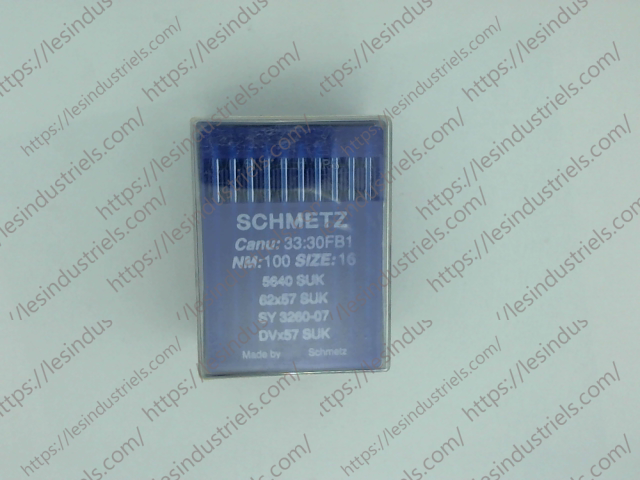 SCHMETZ
Canu: 33:30FB1
NM:100 SIZE:16
5640 SUK
62x57 SUK
SY 3260-07
DVx57 SUK
Made by Schmetz
https://lesindustriels.com/